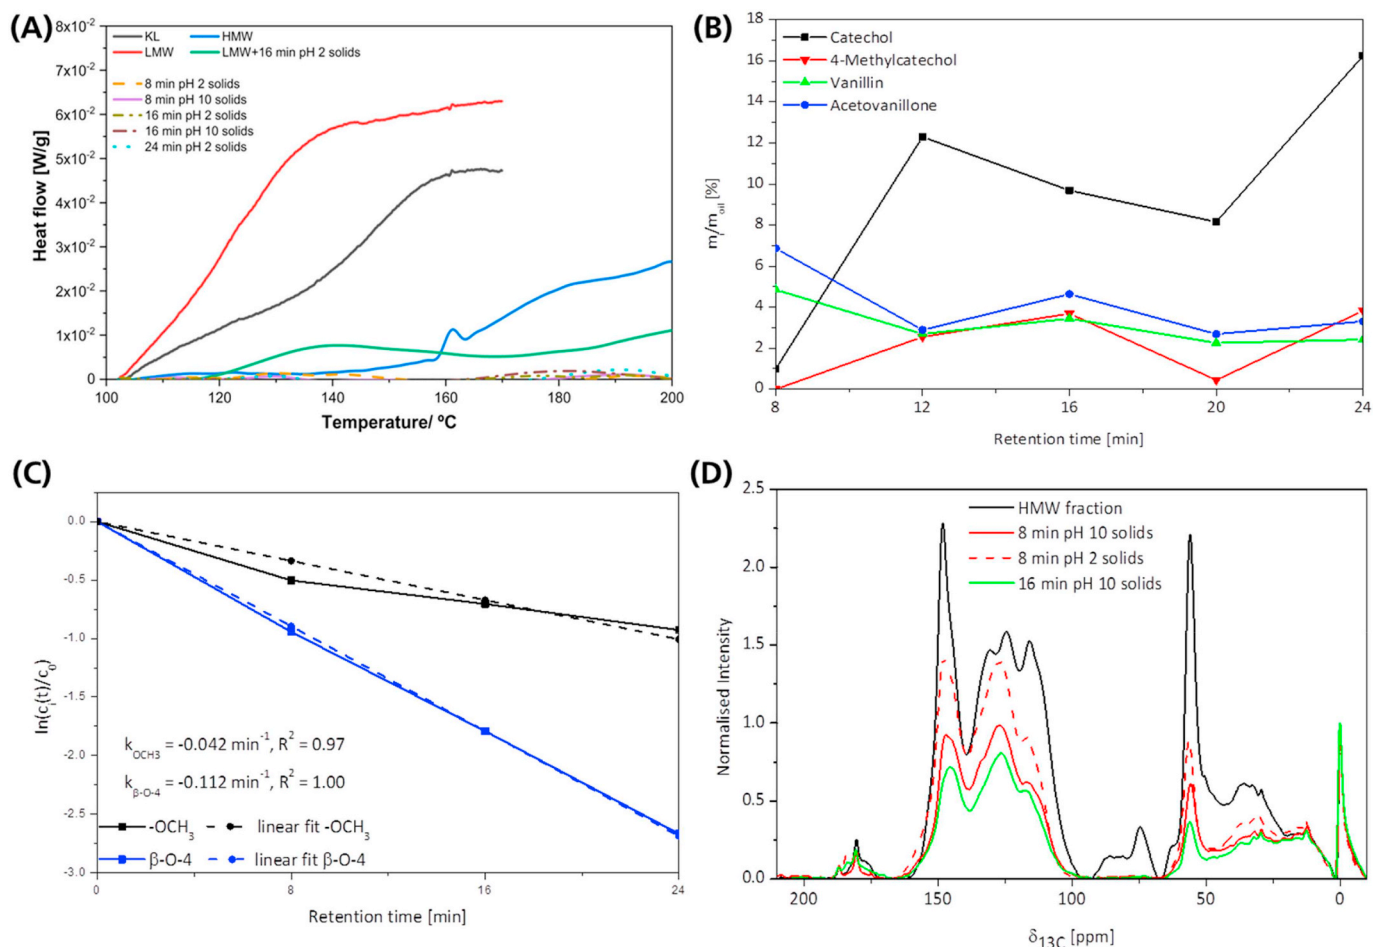 (A)
8x10⁻²
7x10⁻²
6x10⁻²
5x10⁻²
4x10⁻²
3x10⁻²
2x10⁻²
1x10⁻²
0
Heat flow [W/g]
KL
HMW
LMW
LMW+16 min pH 2 solids
8 min pH 2 solids
8 min pH 10 solids
16 min pH 2 solids
16 min pH 10 solids
24 min pH 2 solids
100 120 140 160 180 200
Temperature/ ºC
(B)
18
16
14
12
10
8
6
4
2
0
mᵢ/m_oil [%]
Catechol
4-Methylcatechol
Vanillin
Acetovanillone
8 12 16 20 24
Retention time [min]
(C)
0.0
-0.5
-1.0
-1.5
-2.0
-2.5
-3.0
ln(cᵢ(t)/c₀)
k_OCH3 = -0.042 min⁻¹, R² = 0.97
k_β-O-4 = -0.112 min⁻¹, R² = 1.00
-OCH₃ linear fit -OCH₃
β-O-4 linear fit β-O-4
0 8 16 24
Retention time [min]
(D)
2.5
2.0
1.5
1.0
0.5
0.0
Normalised Intensity
HMW fraction
8 min pH 10 solids
8 min pH 2 solids
16 min pH 10 solids
200 150 100 50 0
δ₁₃C [ppm]